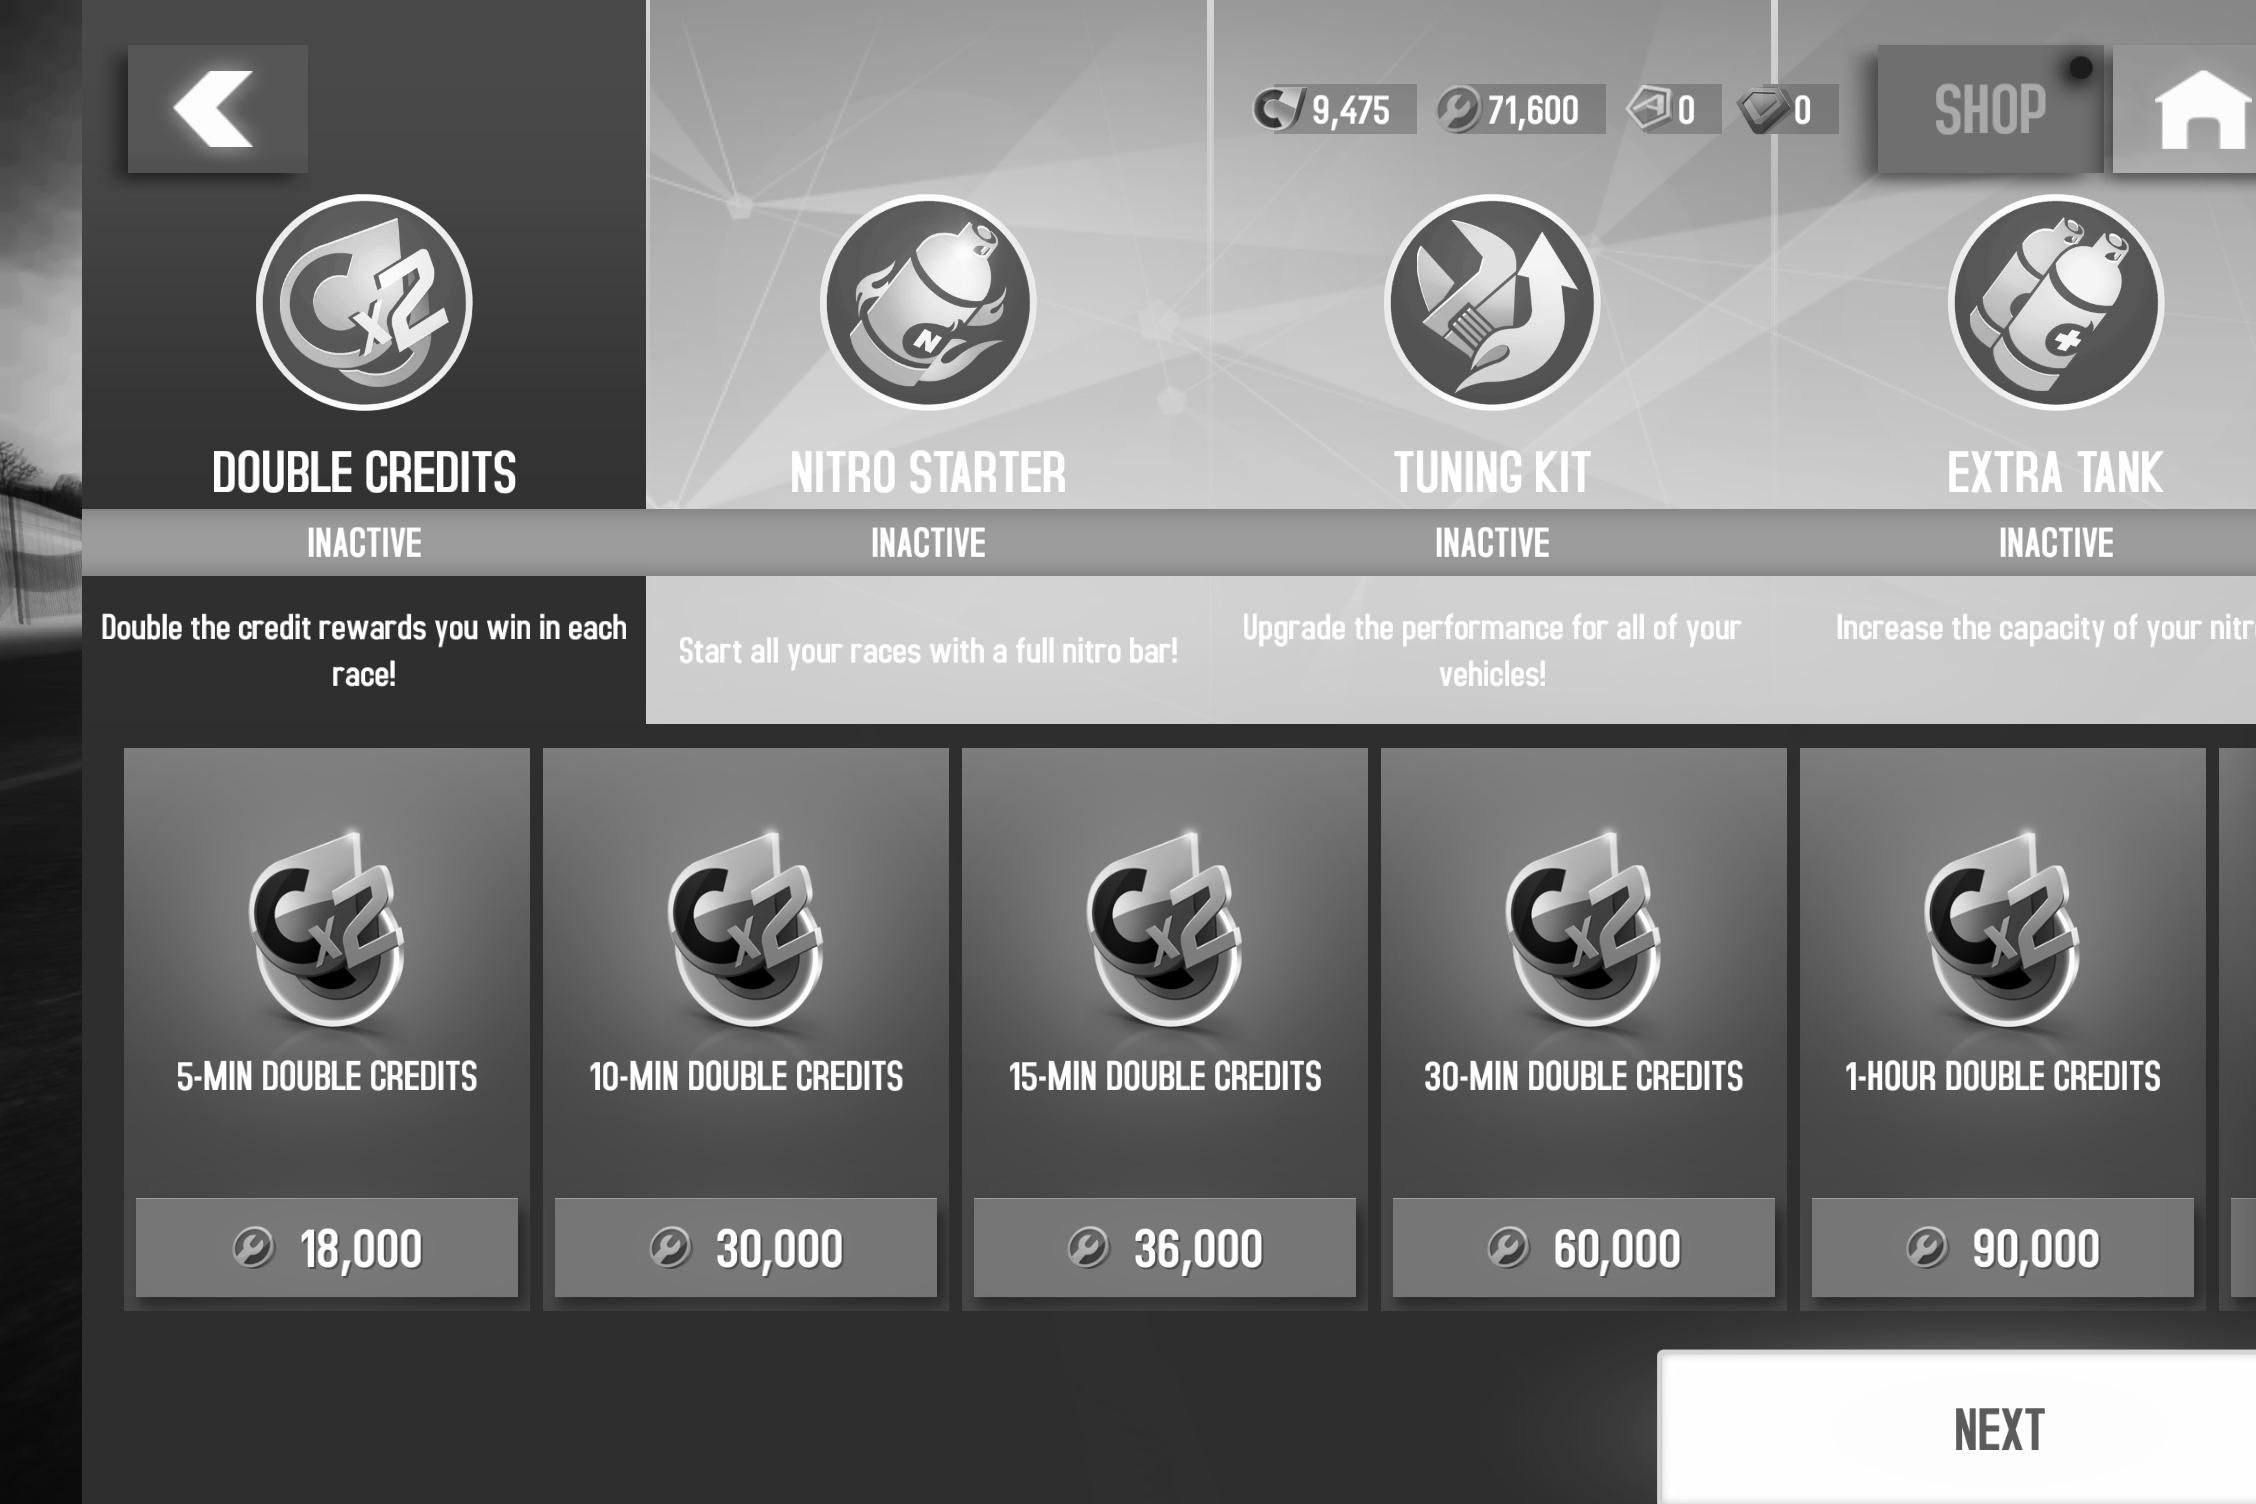 9,475
71,600
0
0
SHOP
DOUBLE CREDITS
NITRO STARTER
TUNING KIT
EXTRA TANK
INACTIVE
INACTIVE
INACTIVE
INACTIVE
Double the credit rewards you win in each
race!
Start all your races with a full nitro bar!
Upgrade the performance for all of your
vehicles!
Increase the capacity of your nitr
5-MIN DOUBLE CREDITS
10-MIN DOUBLE CREDITS
15-MIN DOUBLE CREDITS
30-MIN DOUBLE CREDITS
1-HOUR DOUBLE CREDITS
18,000
30,000
36,000
60,000
90,000
NEXT